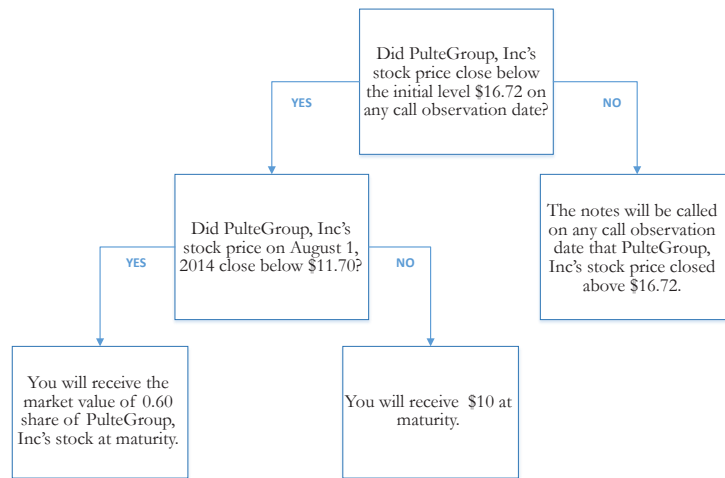 Did PulteGroup, Inc's
stock price close below
the initial level $16.72 on
any call observation date?
YES
NO
Did PulteGroup, Inc's
stock price on August 1,
2014 close below $11.70?
The notes will be called
on any call observation
date that PulteGroup,
Inc's stock price closed
above $16.72.
YES
NO
You will receive the
market value of 0.60
share of PulteGroup,
Inc's stock at maturity.
You will receive $10 at
maturity.